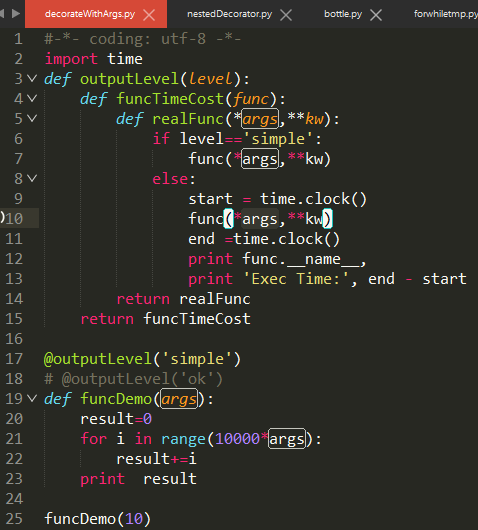 decorateWithArgs.py nestedDecorator.py bottle.py forwhiletmp.py
1 #-*- coding: utf-8 -*-
2 import time
3 def outputLevel(level):
4     def funcTimeCost(func):
5         def realFunc(*args,**kw):
6             if level=='simple':
7                 func(*args,**kw)
8             else:
9                 start = time.clock()
10                 func(*args,**kw)
11                 end =time.clock()
12                 print func.__name__,
13                 print 'Exec Time:', end - start
14         return realFunc
15     return funcTimeCost
16
17 @outputLevel('simple')
18 # @outputLevel('ok')
19 def funcDemo(args):
20     result=0
21     for i in range(10000*args):
22         result+=i
23     print  result
24
25 funcDemo(10)